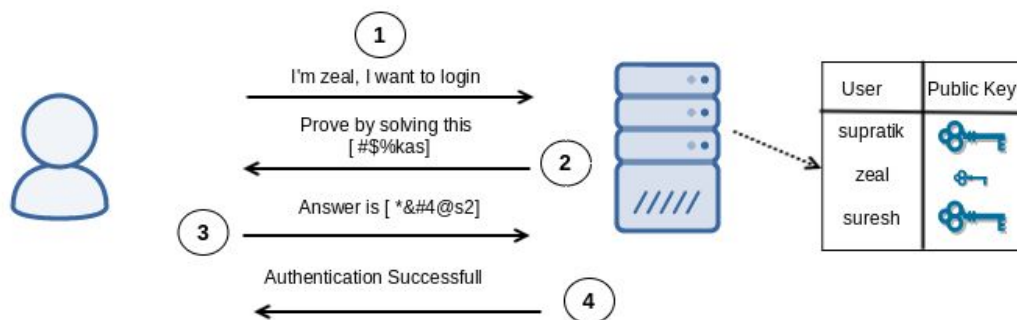 1
I'm zeal, I want to login
Prove by solving this
[ #$%kas]
2
Answer is [ *&#4@s2]
3
Authentication Successfull
4
User Public Key
supratik
zeal
suresh